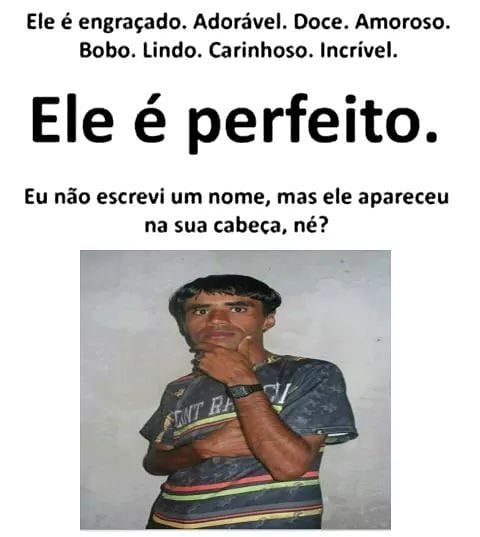 Ele é engraçado. Adorável. Doce. Amoroso.
Bobo. Lindo. Carinhoso. Incrível.
Ele é perfeito.
Eu não escrevi um nome, mas ele apareceu
na sua cabeça, né?